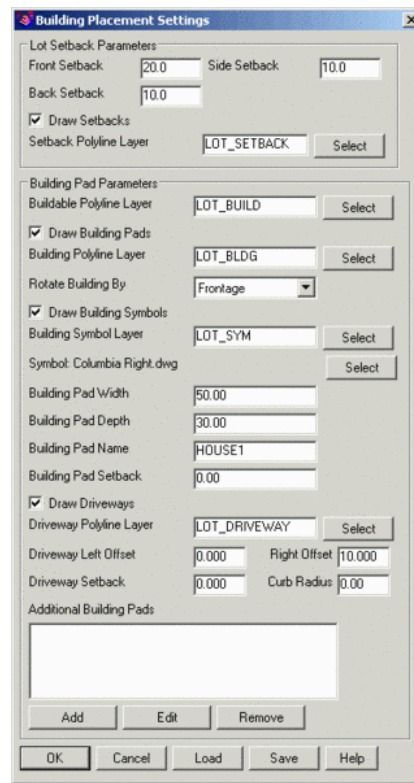 Building Placement Settings
Lot Setback Parameters
Front Setback 20.0 Side Setback 10.0
Back Setback 10.0
Draw Setbacks
Setback Polyline Layer LOT_SETBACK Select
Building Pad Parameters
Buildable Polyline Layer LOT_BUILD Select
Draw Building Pads
Building Polyline Layer LOT_BLDG Select
Rotate Building By Frontage
Draw Building Symbols
Building Symbol Layer LOT_SYM Select
Symbol: Columbia Right.dwg Select
Building Pad Width 50.00
Building Pad Depth 30.00
Building Pad Name HOUSE1
Building Pad Setback 0.00
Draw Driveways
Driveway Polyline Layer LOT_DRIVEWAY Select
Driveway Left Offset 0.000 Right Offset 10.000
Driveway Setback 0.000 Curb Radius 0.00
Additional Building Pads
Add Edit Remove
OK Cancel Load Save Help